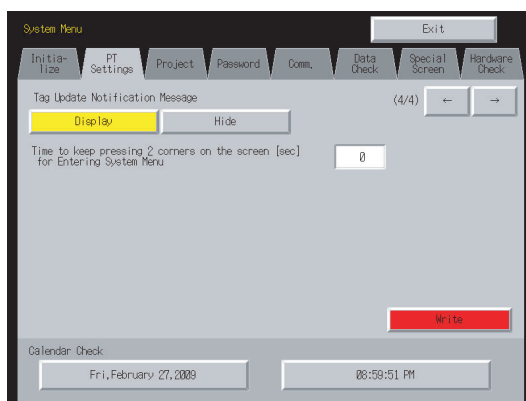 System Menu
Exit
Initia-
lize
PT
Settings
Project
Password
Comm.
Data
Check
Special
Screen
Hardware
Check
Tag Update Notification Message
(4/4)
←
→
Display
Hide
Time to keep pressing 2 corners on the screen [sec]
for Entering System Menu
0
Write
Calendar Check
Fri,February 27,2009
08:59:51 PM